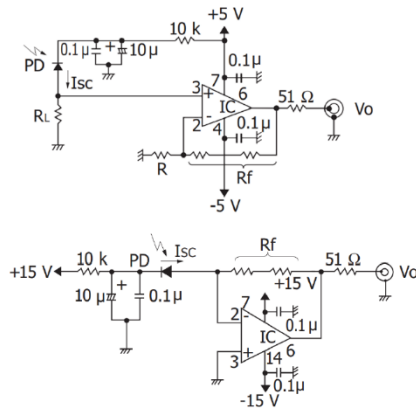 +5 V
10 k
0.1μ
+
10μ
PD
ISC
0.1μ
7
3
+
6
51 Ω
Vo
IC
2
-
4
0.1μ
RL
R
Rf
-5 V
PD
ISC
Rf
51 Ω
Vo
10 k
+15 V
+
10μ
0.1μ
+15 V
7
0.1μ
2
-
IC
3
+
6
14
0.1μ
-15 V